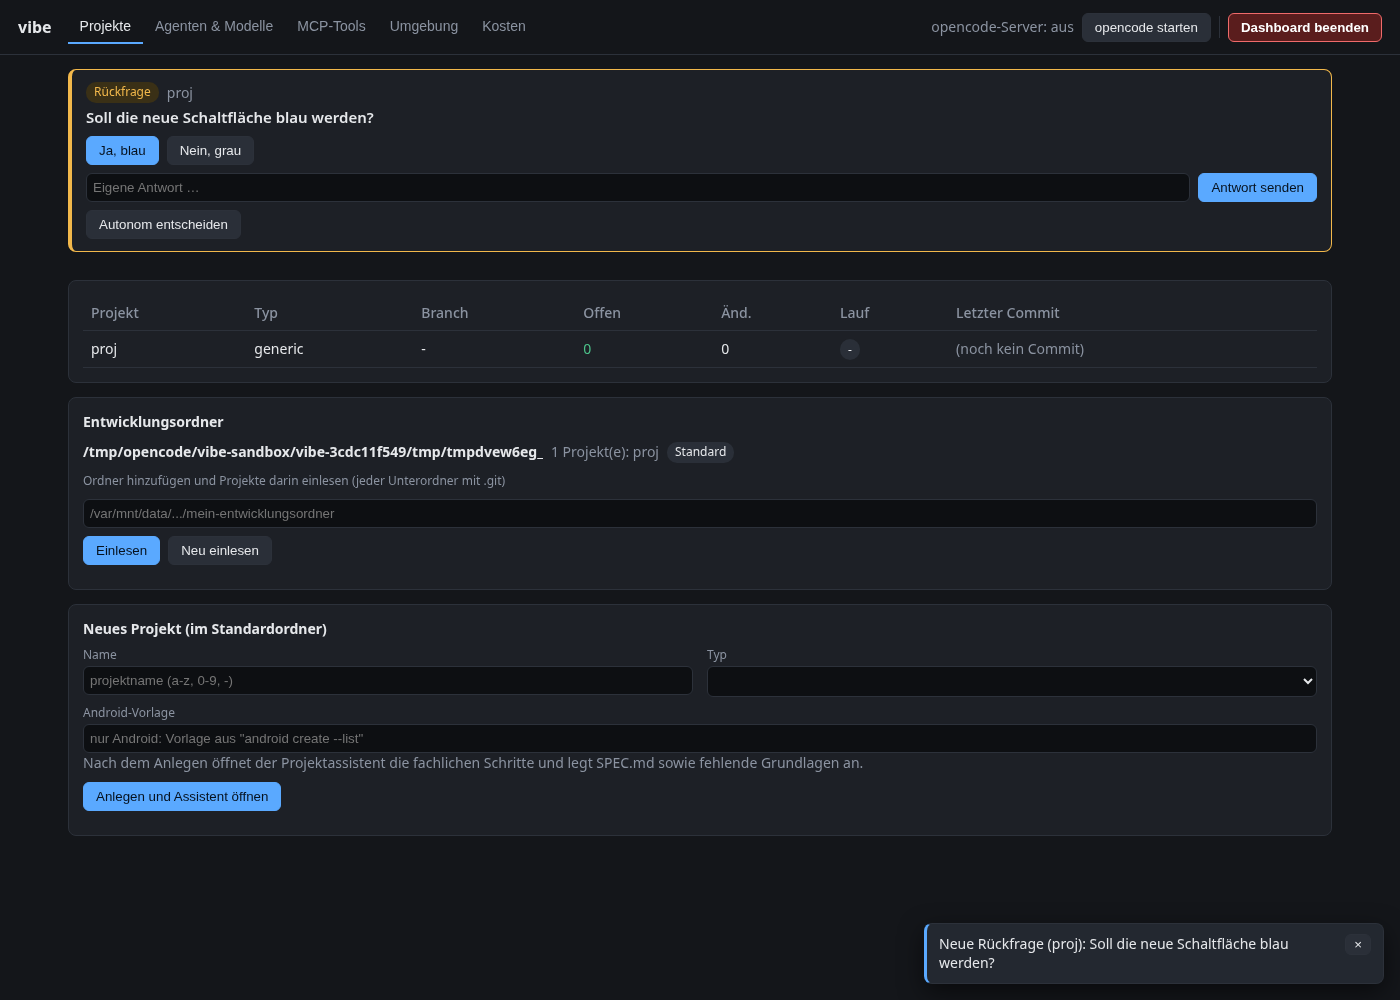 vibe Projekte Agenten & Modelle MCP-Tools Umgebung Kosten opencode-Server: aus opencode starten Dashboard beenden
Rückfrage proj
Soll die neue Schaltfläche blau werden?
Ja, blau Nein, grau
Eigene Antwort … Antwort senden
Autonom entscheiden
Projekt Typ Branch Offen Änd. Lauf Letzter Commit
proj generic - 0 0 - (noch kein Commit)
Entwicklungsordner
/tmp/opencode/vibe-sandbox/vibe-3cdc11f549/tmp/tmpdvew6eg_ 1 Projekt(e): proj Standard
Ordner hinzufügen und Projekte darin einlesen (jeder Unterordner mit .git)
/var/mnt/data/.../mein-entwicklungsordner
Einlesen Neu einlesen
Neues Projekt (im Standardordner)
Name Typ
projektname (a-z, 0-9, -)
Android-Vorlage
nur Android: Vorlage aus "android create --list"
Nach dem Anlegen öffnet der Projektassistent die fachlichen Schritte und legt SPEC.md sowie fehlende Grundlagen an.
Anlegen und Assistent öffnen
Neue Rückfrage (proj): Soll die neue Schaltfläche blau ×
werden?